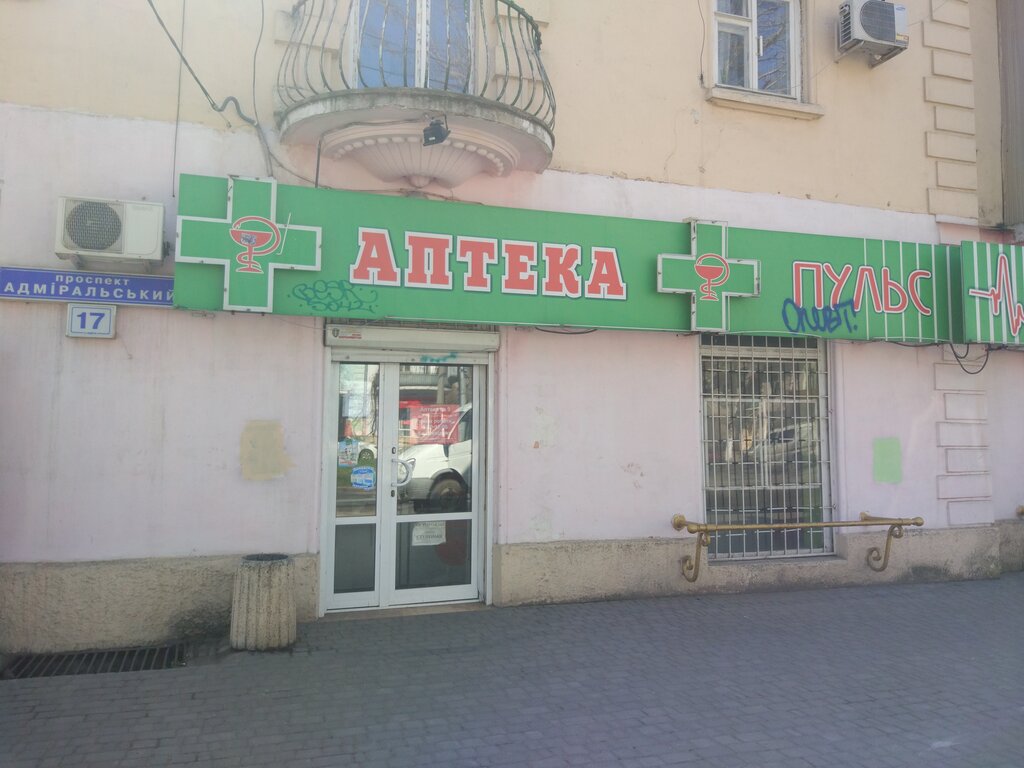 проспект
АДМІРАЛЬСЬКИЙ
17
АПТЕКА
ПУЛЬС